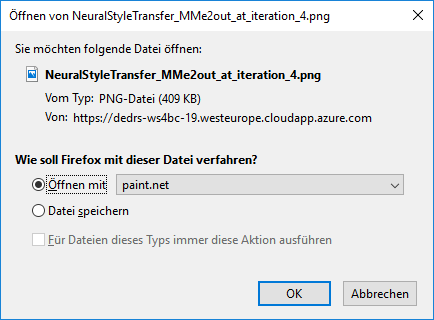 Öffnen von NeuralStyleTransfer_MMe2out_at_iteration_4.png
Sie möchten folgende Datei öffnen:
NeuralStyleTransfer_MMe2out_at_iteration_4.png
Vom Typ: PNG-Datei (409 KB)
Von: https://dedrs-ws4bc-19.westeurope.cloudapp.azure.com
Wie soll Firefox mit dieser Datei verfahren?
Öffnen mit paint.net
Datei speichern
Für Dateien dieses Typs immer diese Aktion ausführen
OK Abbrechen